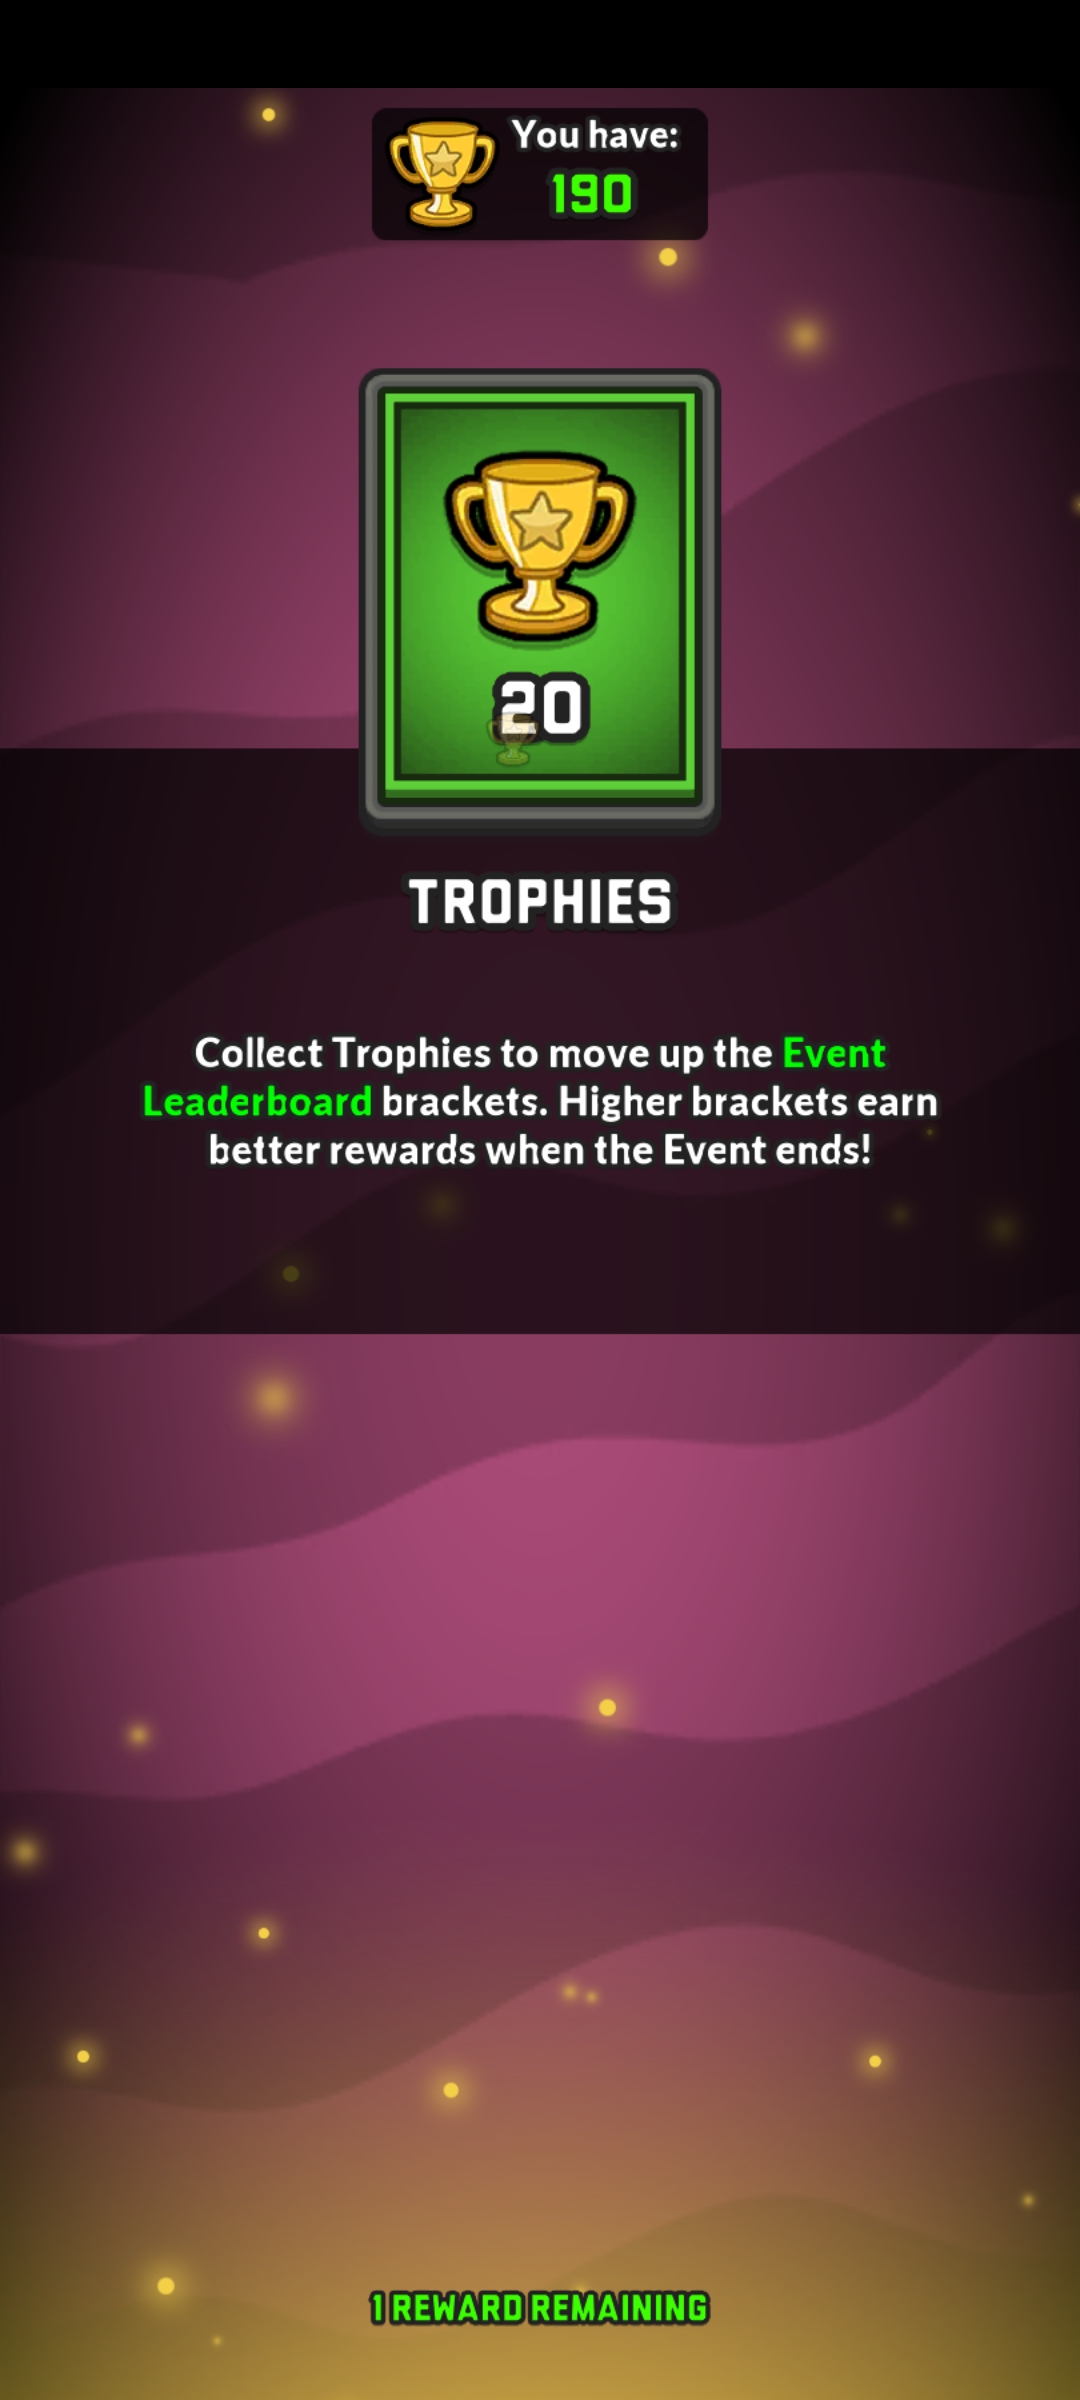 You have:
190
20
TROPHIES
Collect Trophies to move up the Event
Leaderboard brackets. Higher brackets earn
better rewards when the Event ends!
1 REWARD REMAINING